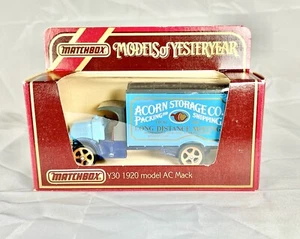 MATCHBOX
MODELS of YESTERYEAR
ACORN STORAGE CO.
PACKING SHIPPING
LONG DISTANCE
MATCHBOX
Y30 1920 model AC Mack